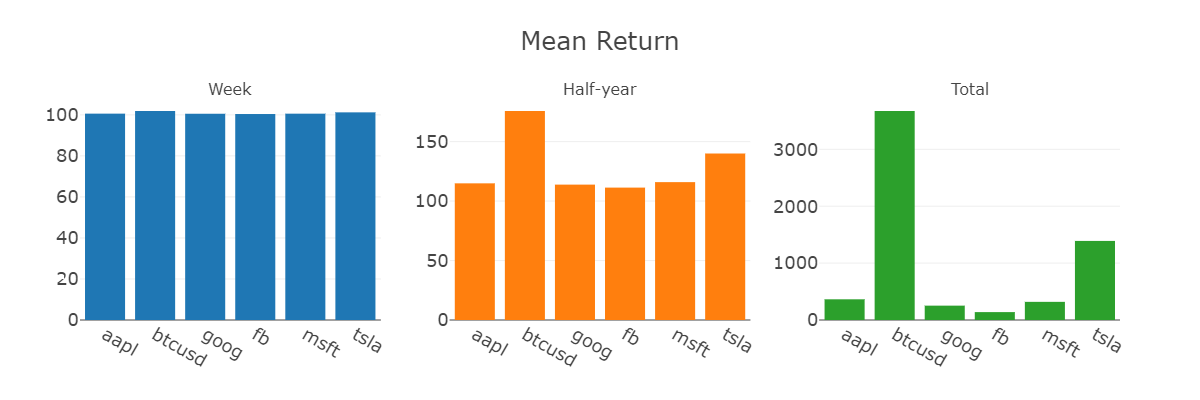 Mean Return
Week
100
80
60
40
20
0
aapl
btcusd
goog
fb
msft
tsla
Half-year
150
100
50
0
aapl
btcusd
goog
fb
msft
tsla
Total
3000
2000
1000
0
aapl
btcusd
goog
fb
msft
tsla